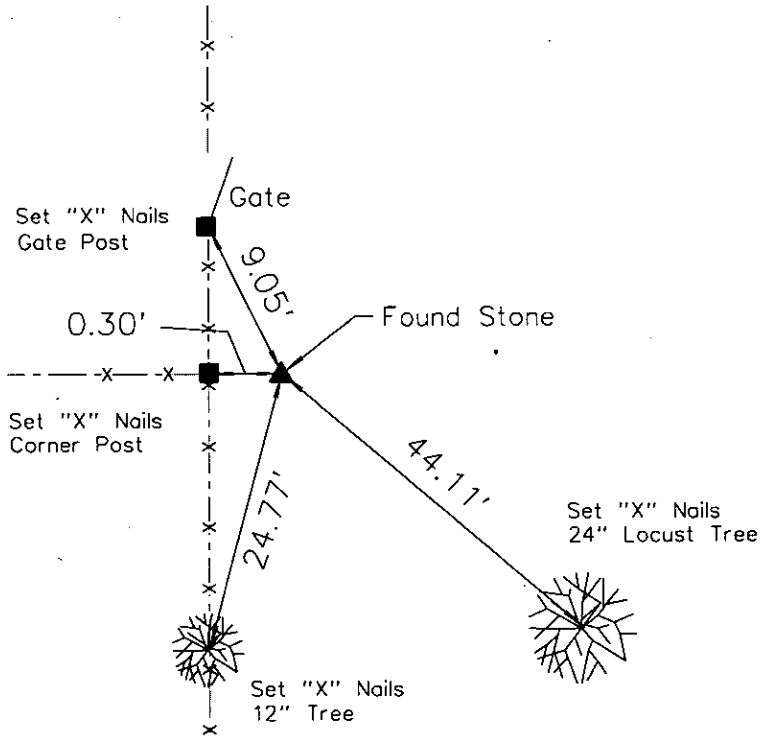 Gate
Set "X" Nails
Gate Post
9.05'
0.30'
Found Stone
Set "X" Nails
Corner Post
44.11'
24.77'
Set "X" Nails
24" Locust Tree
Set "X" Nails
12" Tree